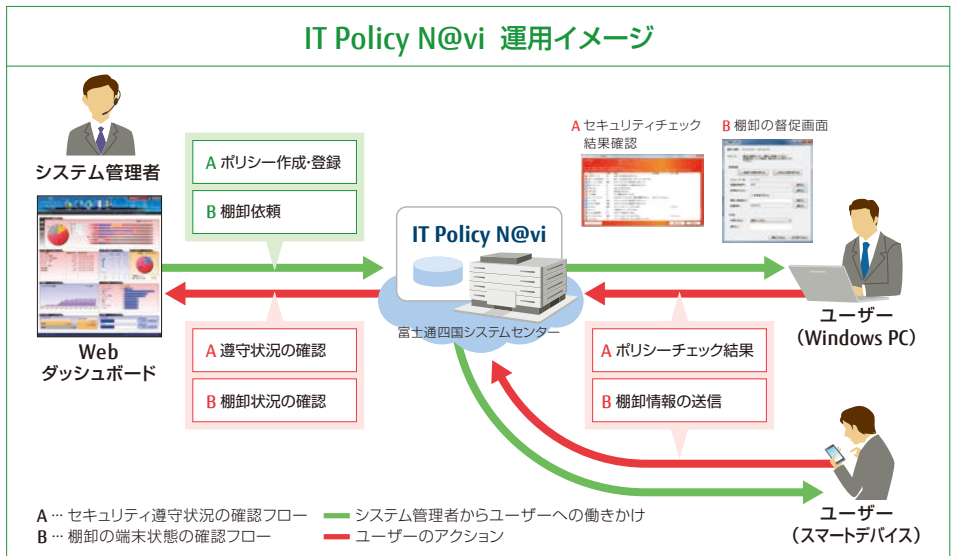 IT Policy N@vi 運用イメージ
システム管理者
A ポリシー作成・登録
B 棚卸依頼
A セキュリティチェック
結果確認
B 棚卸の督促画面
IT Policy N@vi
富士通四国システムセンター
Web
ダッシュボード
A 遵守状況の確認
B 棚卸状況の確認
A ポリシーチェック結果
B 棚卸情報の送信
ユーザー
(Windows PC)
ユーザー
(スマートデバイス)
A … セキュリティ遵守状況の確認フロー
B … 棚卸の端末状態の確認フロー
システム管理者からユーザーへの働きかけ
ユーザーのアクション